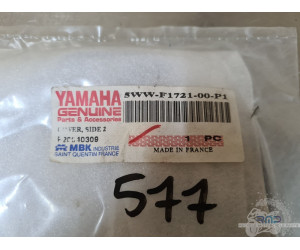 5WW-F1721-00-P1
YAMAHA
GENUINE
Parts & Accessories
SIDE 2
1 PC
MBK INDUSTRIE
SAINT QUENTIN FRANCE
MADE IN FRANCE
577